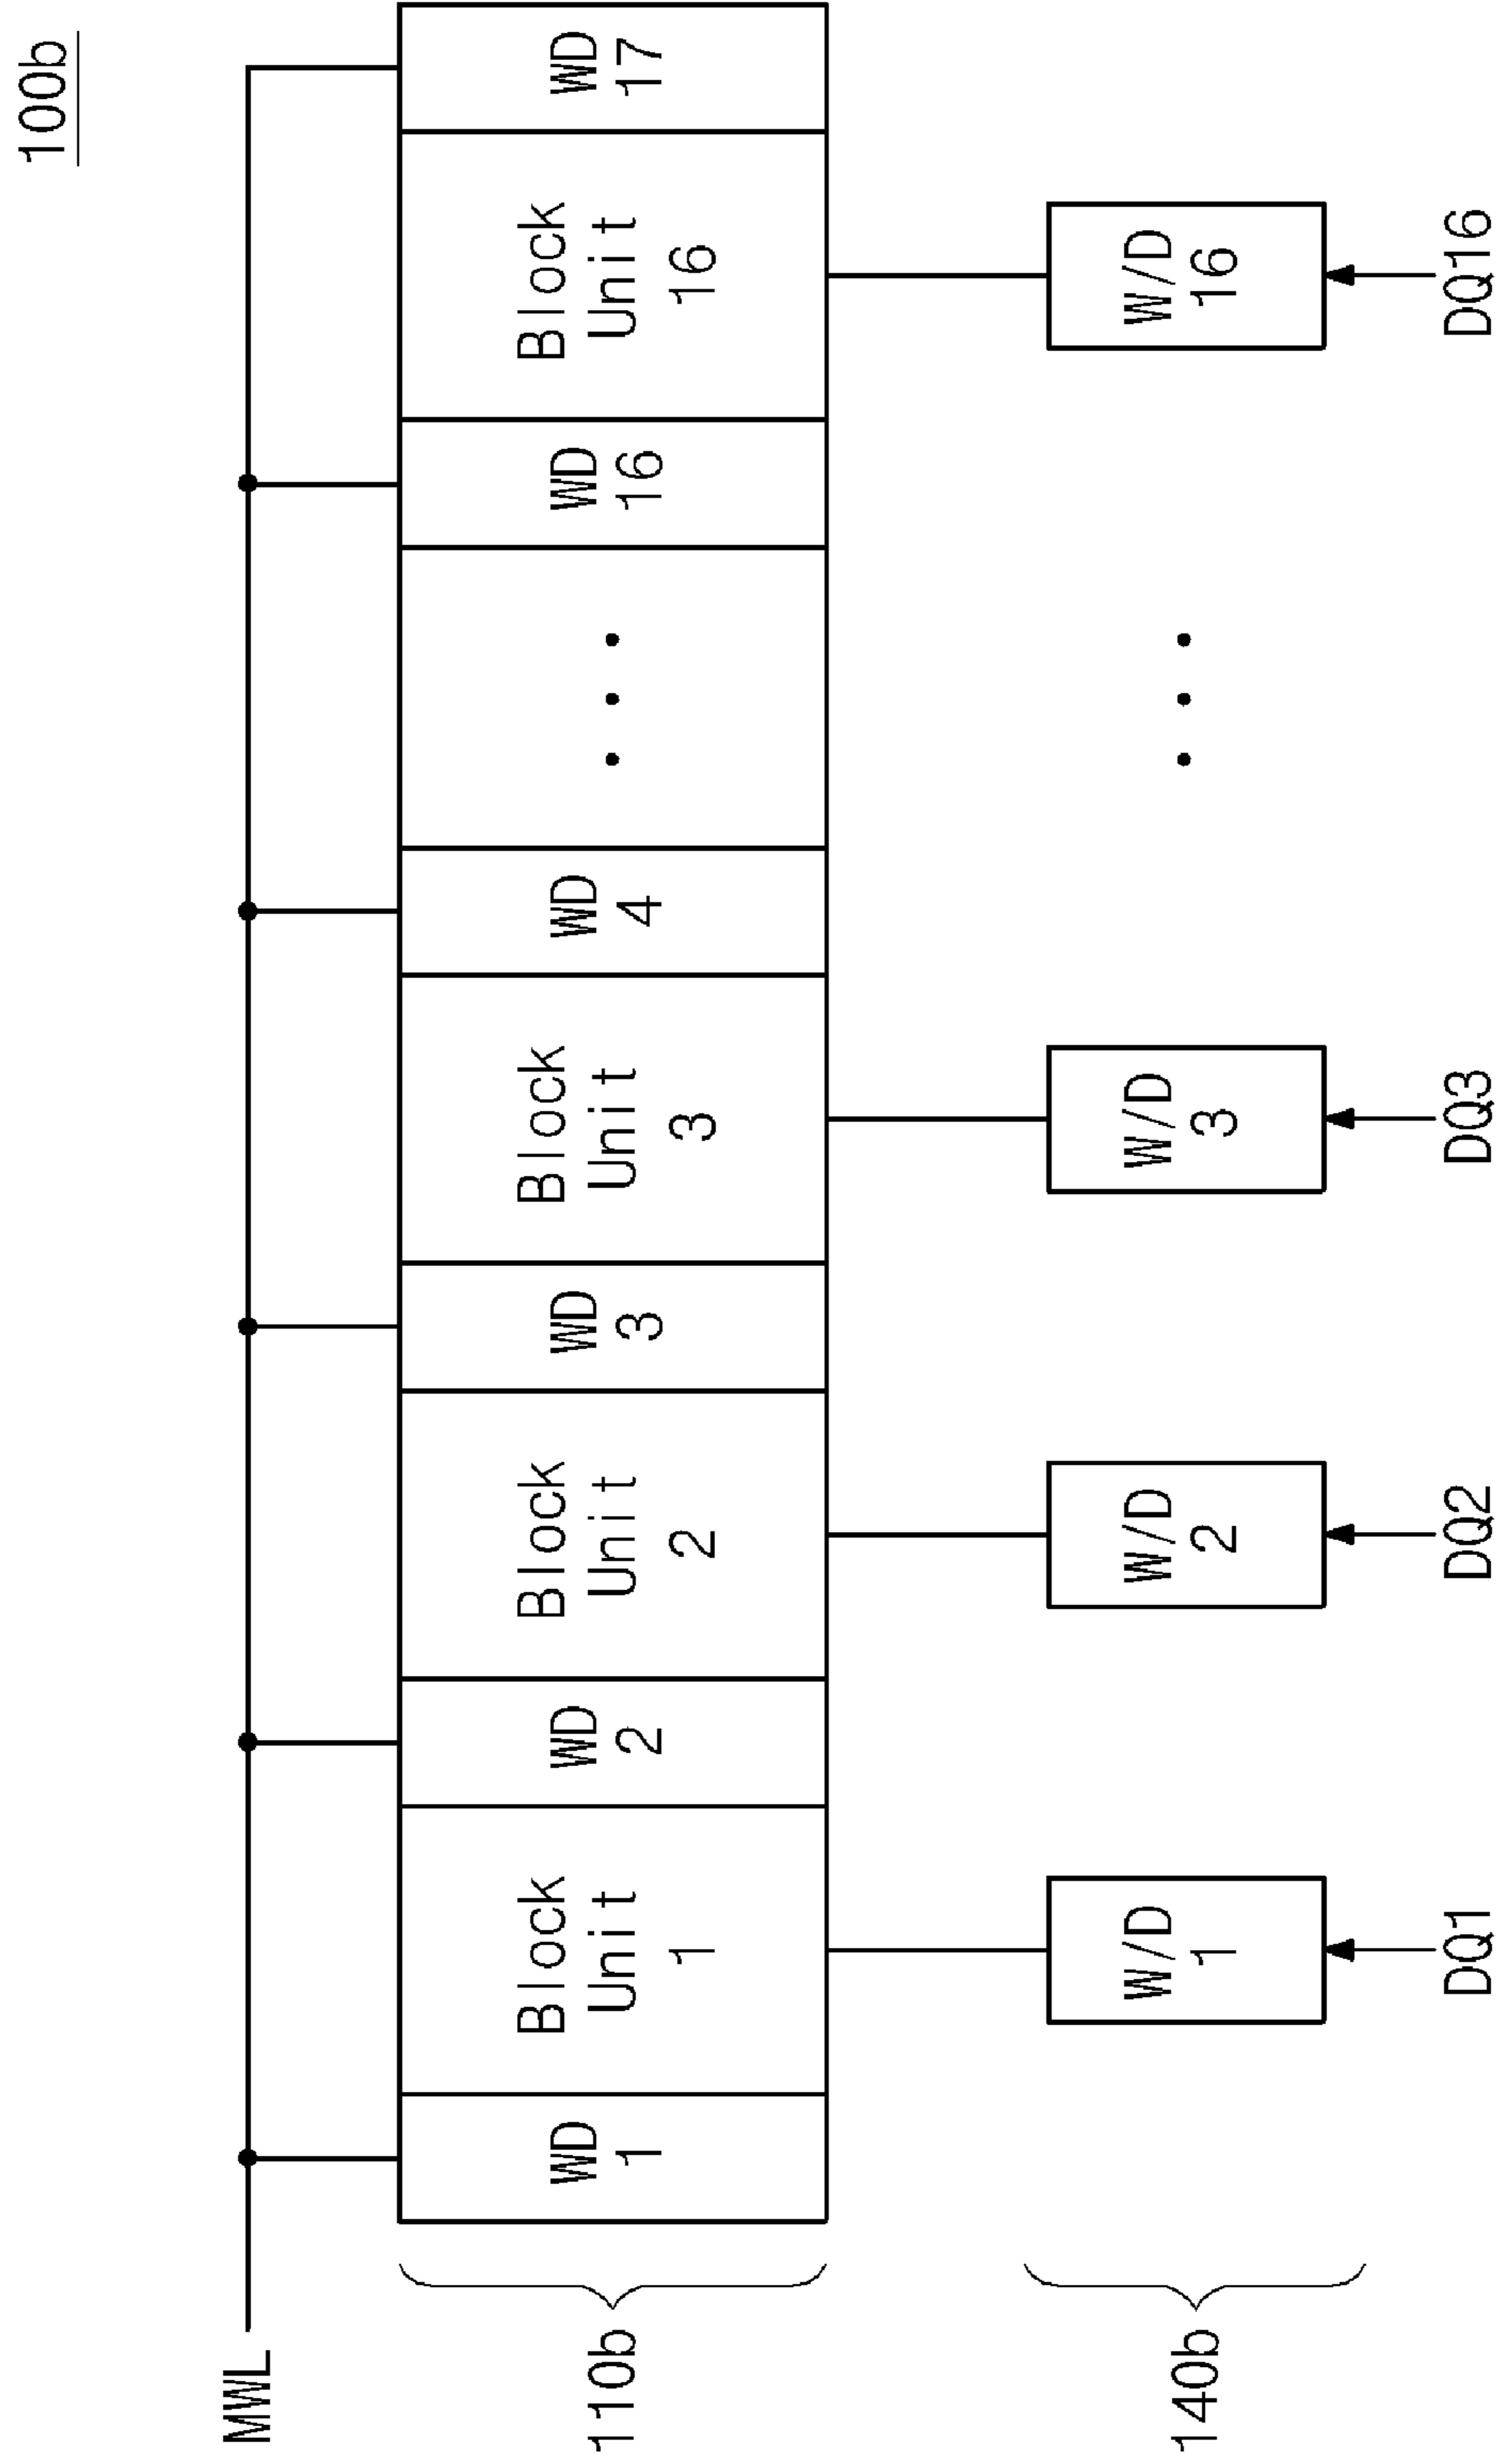 100b
MWL
110b
WD
1
Block
Unit
1
WD
2
Block
Unit
2
WD
3
Block
Unit
3
WD
4
WD
16
Block
Unit
16
WD
17
140b
W/D
1
W/D
2
W/D
3
W/D
16
DQ1
DQ2
DQ3
DQ16